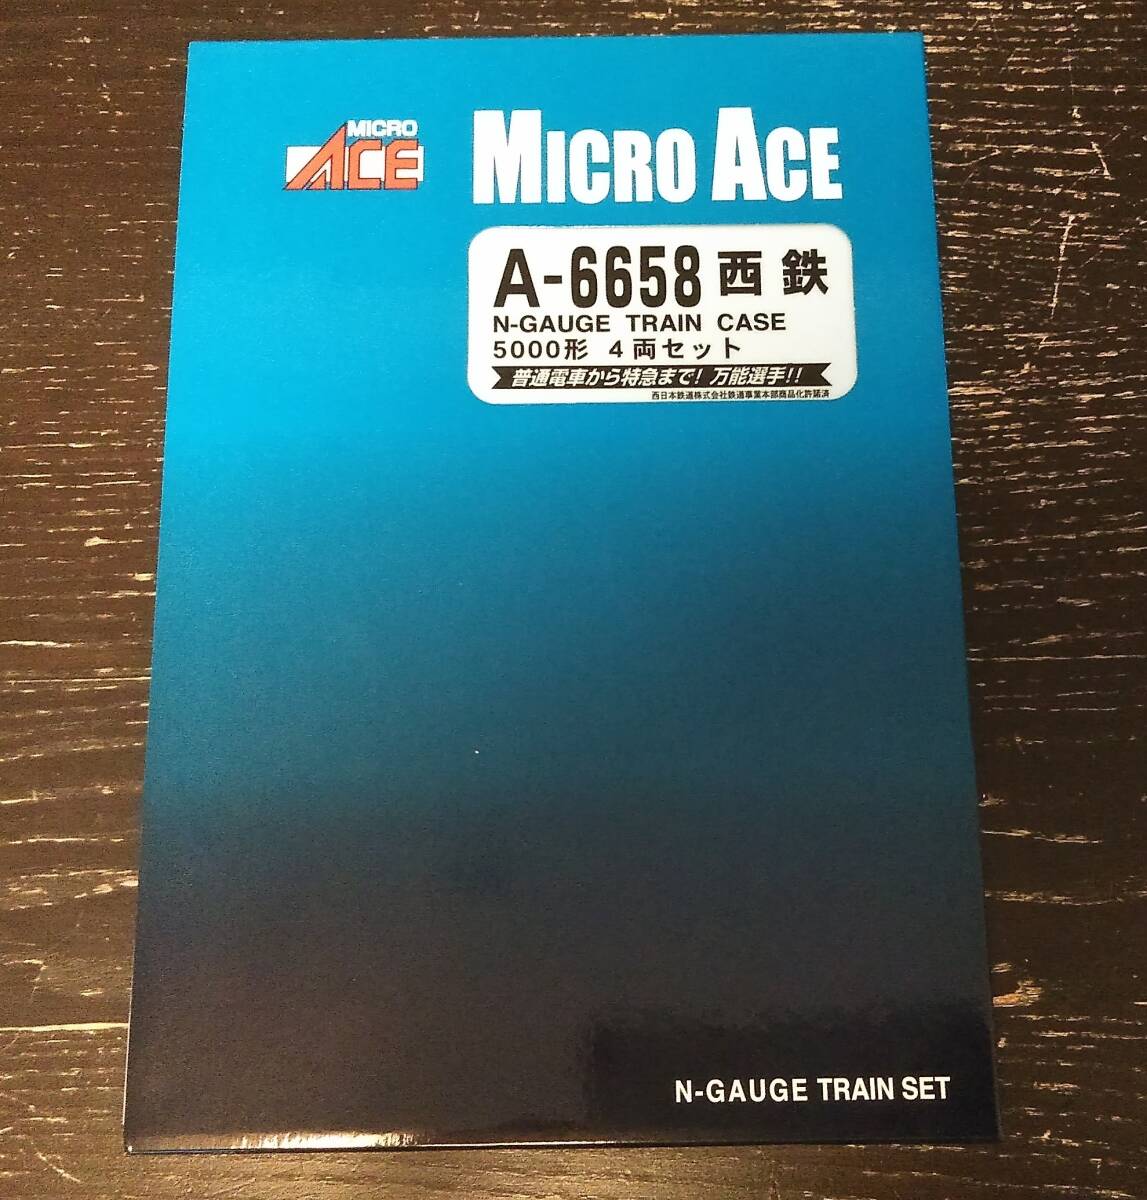 MICRO
ACE
MICRO ACE
A-6658 西鉄
N-GAUGE TRAIN CASE
5000形 4両セット
普通電車から特急まで! 万能選手!!
西日本鉄道株式会社鉄道事業本部商品化許諾済
N-GAUGE TRAIN SET